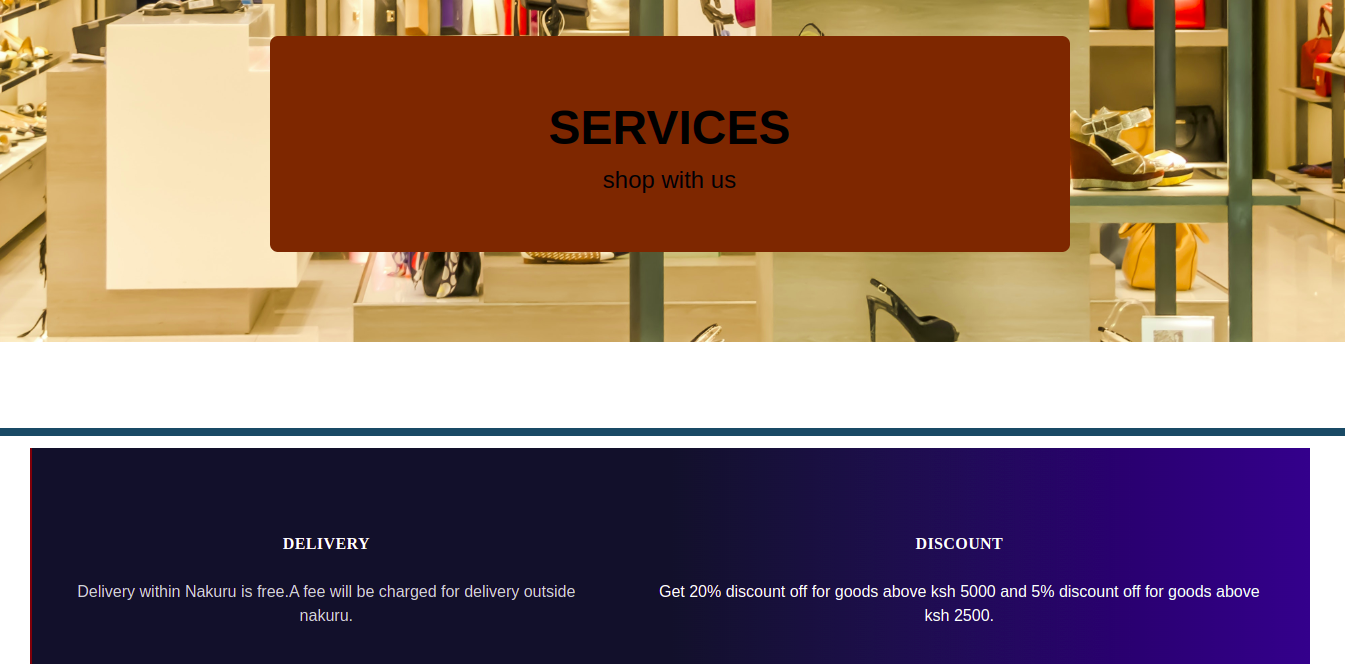 SERVICES
shop with us
DELIVERY
Delivery within Nakuru is free.A fee will be charged for delivery outside
nakuru.
DISCOUNT
Get 20% discount off for goods above ksh 5000 and 5% discount off for goods above
ksh 2500.